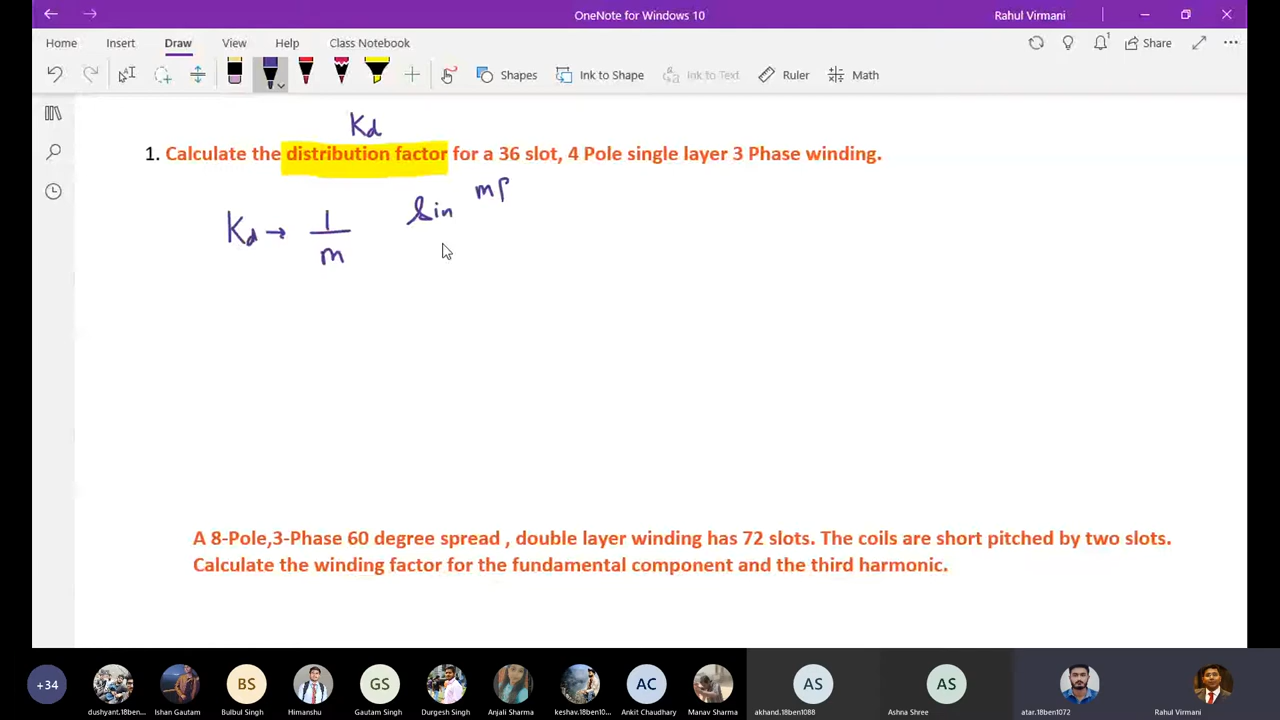 OneNote for Windows 10
Rahul Virmani
Home Insert Draw View Help Class Notebook
Share
Shapes Ink to Shape Ink to Text Ruler Math
Kd
1. Calculate the distribution factor for a 36 slot, 4 Pole single layer 3 Phase winding.
Kd → 1/m sin mβ
A 8-Pole,3-Phase 60 degree spread , double layer winding has 72 slots. The coils are short pitched by two slots.
Calculate the winding factor for the fundamental component and the third harmonic.
+34 BS GS AC AS AS
dushyant.18ben... Ishan Gautam Bulbul Singh Himanshu Gautam Singh Durgesh Singh Anjali Sharma keshav.18ben10... Ankit Chaudhary Manav Sharma akhand.18ben1088 Ashna Shree atar.18ben1072 Rahul Virmani